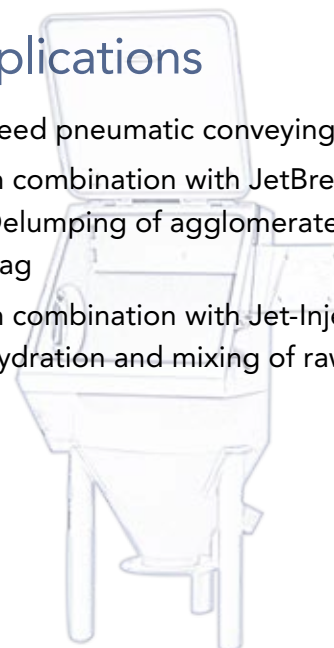 plications
eed pneumatic conveying
n combination with JetBre
Delumping of agglomerate
ag
n combination with Jet-Inje
ydration and mixing of raw